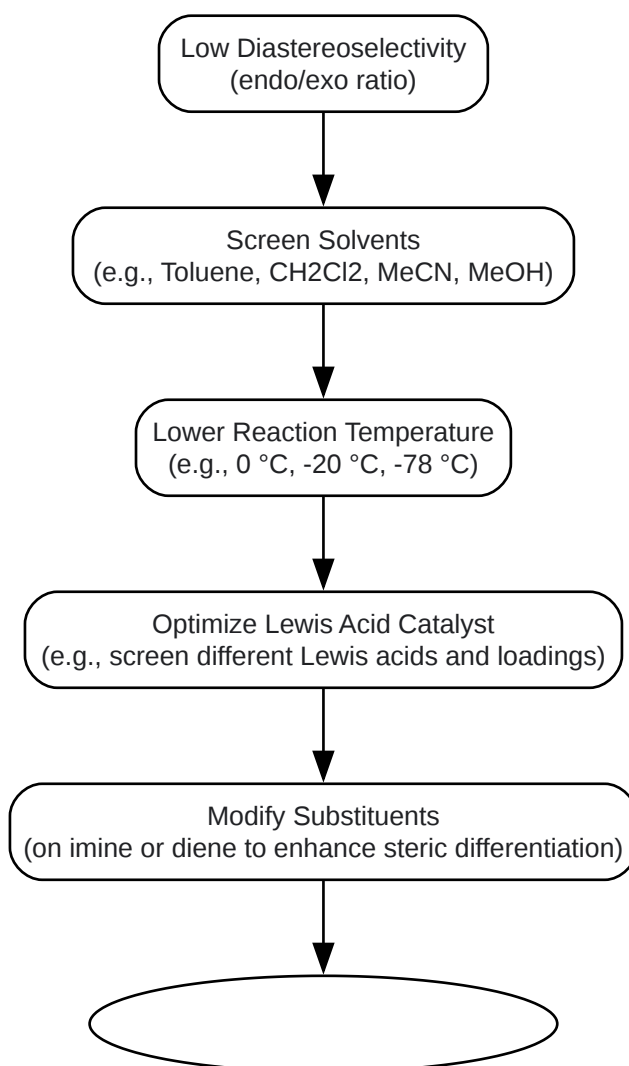 Low Diastereoselectivity
(endo/exo ratio)
Screen Solvents
(e.g., Toluene, CH2Cl2, MeCN, MeOH)
Lower Reaction Temperature
(e.g., 0 °C, -20 °C, -78 °C)
Optimize Lewis Acid Catalyst
(e.g., screen different Lewis acids and loadings)
Modify Substituents
(on imine or diene to enhance steric differentiation)